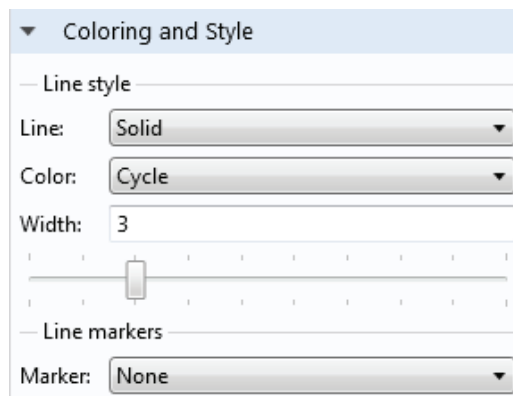 Coloring and Style
Line style
Line: Solid
Color: Cycle
Width: 3
Line markers
Marker: None